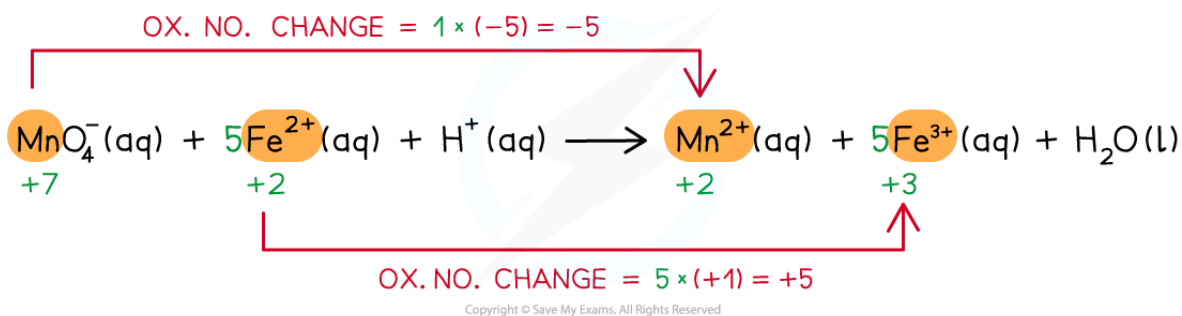 OX. NO. CHANGE = 1 × (-5) = -5
MnO₄⁻(aq) + 5Fe²⁺(aq) + H⁺(aq) ⟶ Mn²⁺(aq) + 5Fe³⁺(aq) + H₂O(l)
+7 +2 +2 +3
OX. NO. CHANGE = 5 × (+1) = +5
Copyright © Save My Exams. All Rights Reserved